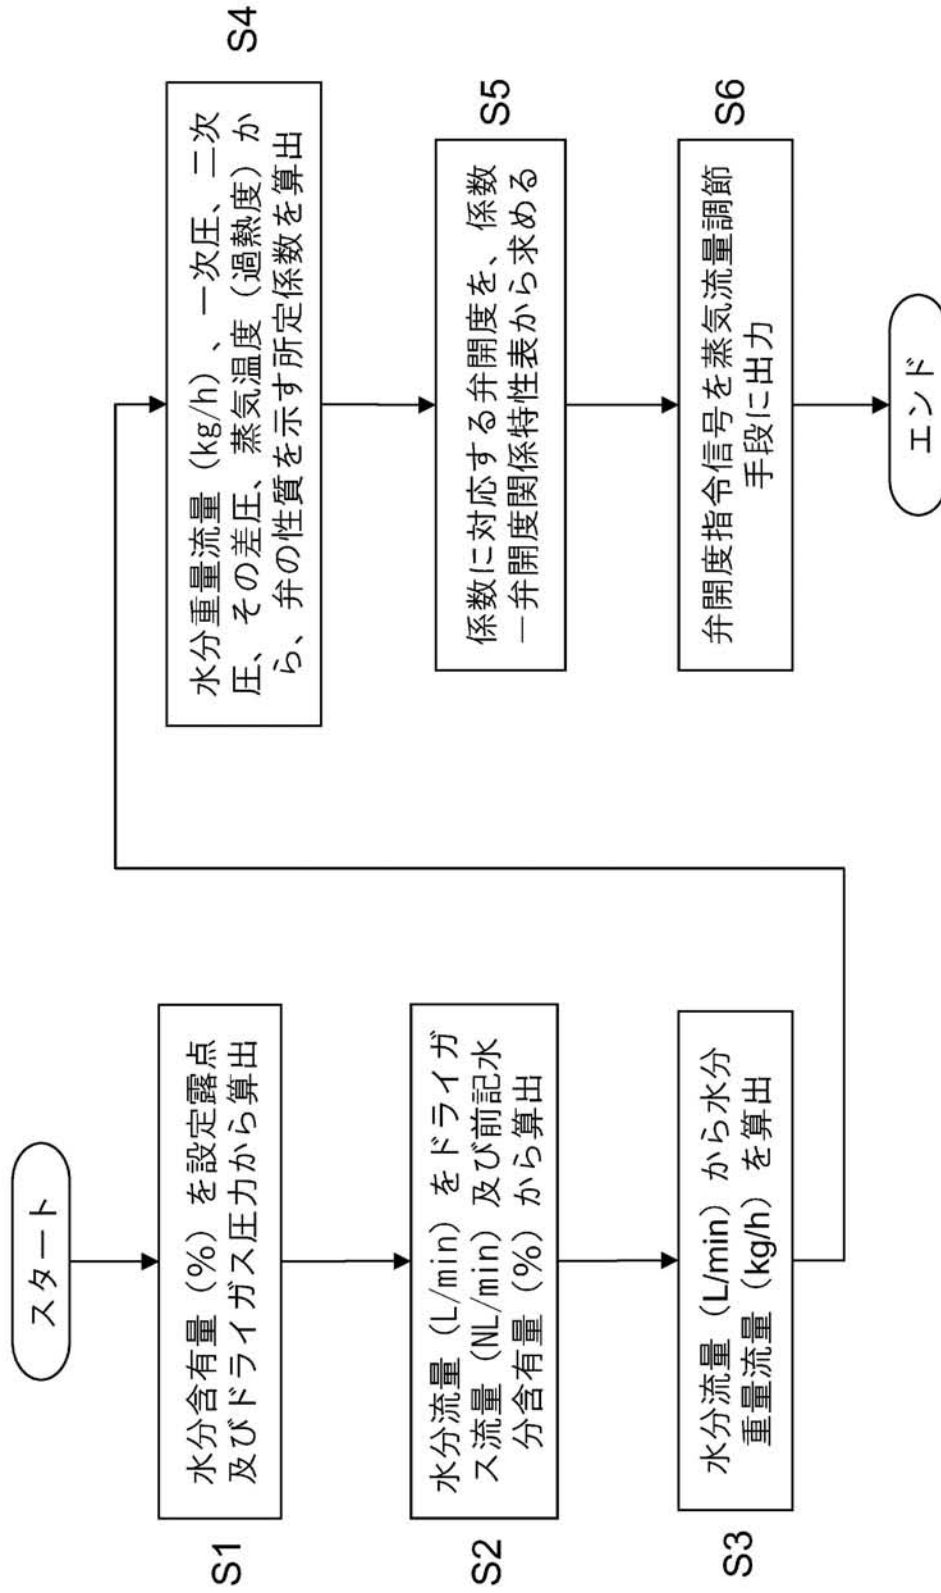 スタート
S1
水分含有量（%）を設定露点
及びドライガス圧力から算出
S2
水分流量（L/min）をドライガ
ス流量（NL/min）及び前記水
分含有量（%）から算出
S3
水分流量（L/min）から水分
重量流量（kg/h）を算出
S4
水分重量流量（kg/h）、一次圧、二次
圧、その差圧、蒸気温度（過熱度）か
ら、弁の性質を示す所定係数を算出
S5
係数に対応する弁開度を、係数
－弁開度関係特性表から求める
S6
弁開度指令信号を蒸気流量調節
手段に出力
エンド